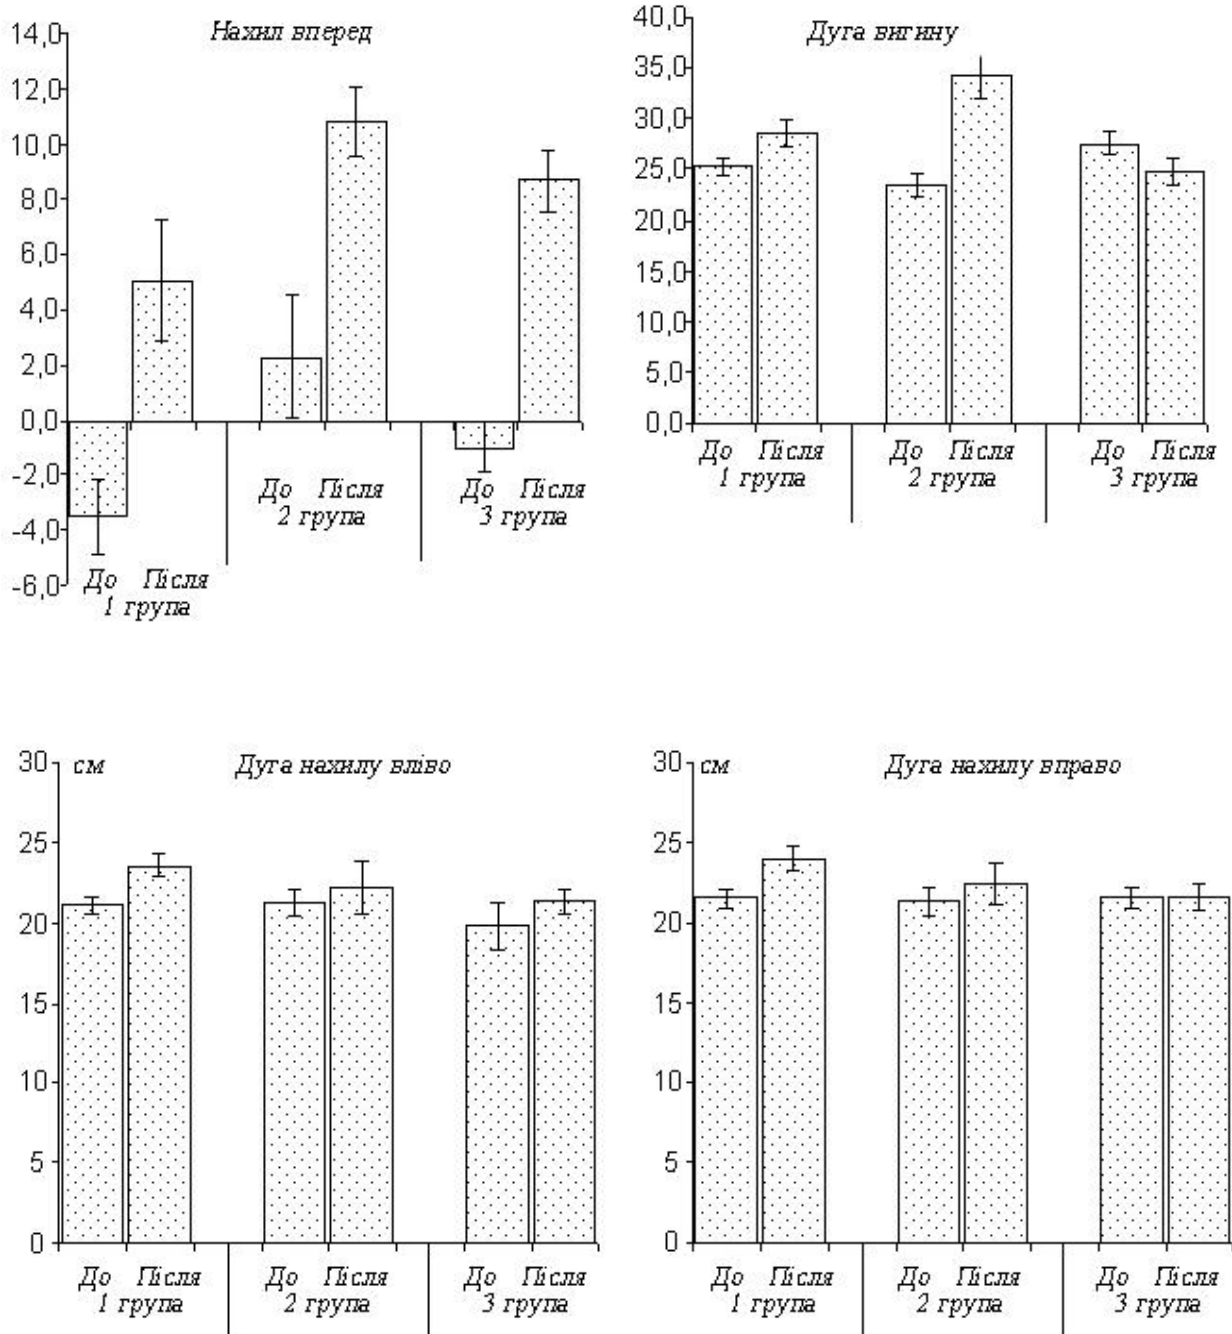 Нахил вперед
14,0
12,0
10,0
8,0
6,0
4,0
2,0
0,0
-2,0
-4,0
-6,0
До Після
1 група
До Після
2 група
До Після
3 група
Дуга вигину
40,0
35,0
30,0
25,0
20,0
15,0
10,0
5,0
0,0
До Після
1 група
До Після
2 група
До Після
3 група
см Дуга нахилу вліво
30
25
20
15
10
5
0
До Після
1 група
До Після
2 група
До Після
3 група
см Дуга нахилу вправо
30
25
20
15
10
5
0
До Після
1 група
До Після
2 група
До Після
3 група